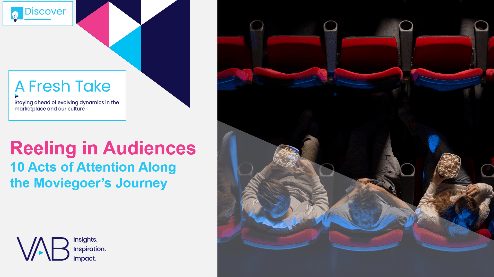 Discover
A Fresh Take
Staying ahead of evolving dynamics in the
marketplace and our culture
Reeling in Audiences
10 Acts of Attention Along
the Moviegoer's Journey
VAB
Insights.
Inspiration.
Impact.